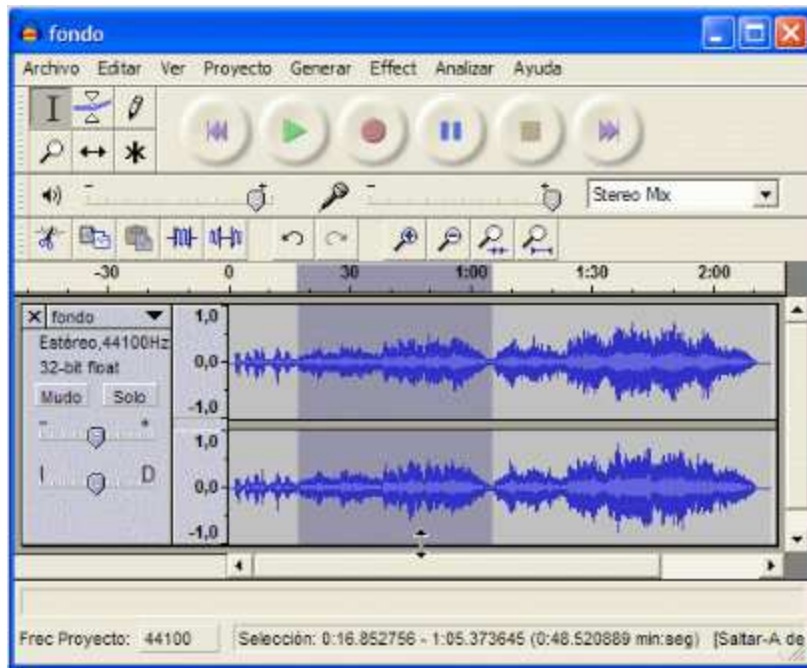 fondo
Archivo Editar Ver Proyecto Generar Effect Analizar Ayuda
Stereo Mix
-30 0 30 1:00 1:30 2:00
fondo
Estéreo,44100Hz
32-bit float
Mudo Solo
- +
I D
1,0
0,0
-1,0
1,0
0,0
-1,0
Frec Proyecto: 44100 Selección: 0:16.852756 - 1:05.373645 (0:48.520889 min:seg) [Saltar-A de